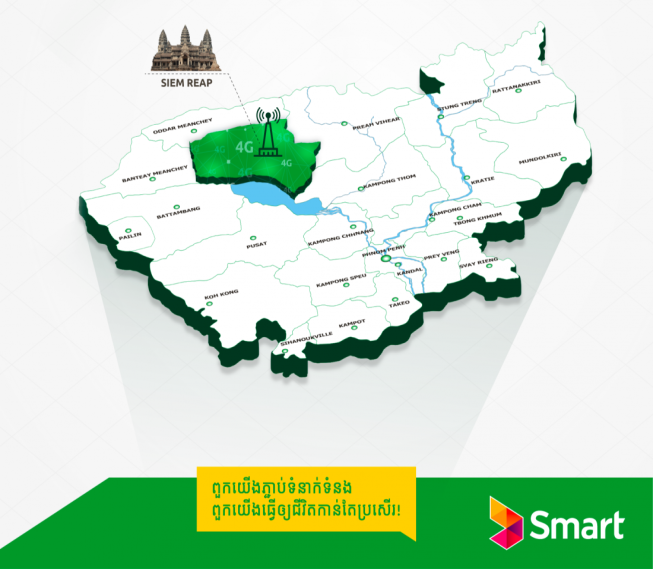 SIEM REAP
ODDAR MEANCHEY
PREAH VIHEAR
STUNG TRENG
RATTANAKKIRI
4G
4G
4G
4G
BANTEAY MEANCHEY
MUNDOLKIRI
KAMPONG THOM
KRATIE
BATTAMBANG
KAMPONG CHAM
TBONG KHMUM
PAILIN
PUSAT
KAMPONG CHHNANG
PHNOM PENH
PREY VENG
SVAY RIENG
KANDAL
KAMPONG SPEU
KOH KONG
TAKEO
KAMPOT
SIHANOUKVILLE
ពួកយើងភ្ជាប់ទំនាក់ទំនង
ពួកយើងធ្វើឲ្យជីវិតកាន់តែប្រសើរ!
Smart